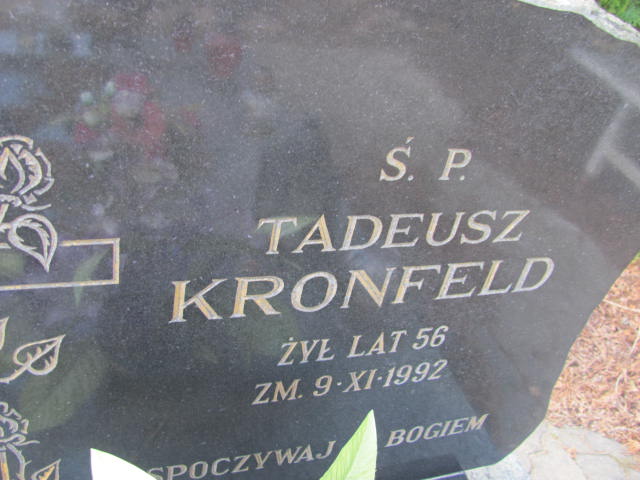 Ś. P.
TADEUSZ
KRONFELD
ŻYŁ LAT 56
ZM. 9·XI·1992
SPOCZYWAJ BOGIEM